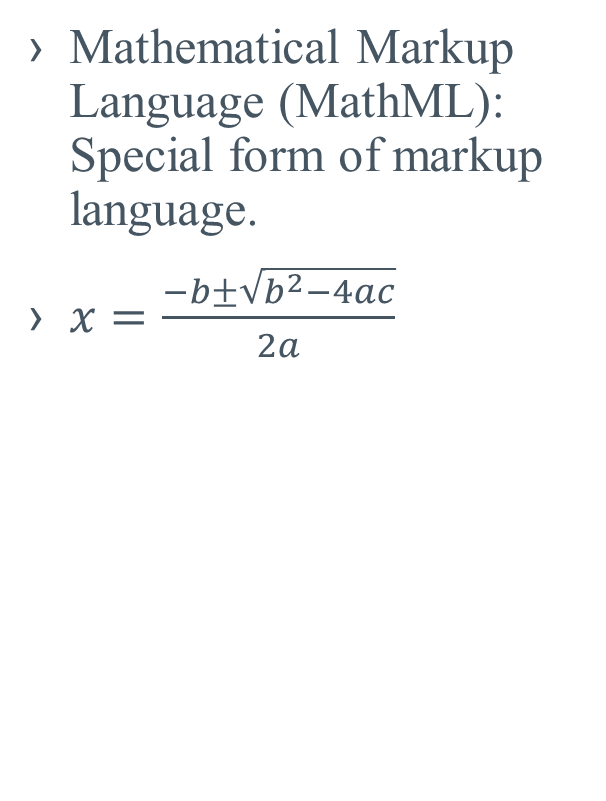 › Mathematical Markup
Language (MathML):
Special form of markup
language.
› 𝑥 = −𝑏±√𝑏²−4𝑎𝑐
2𝑎